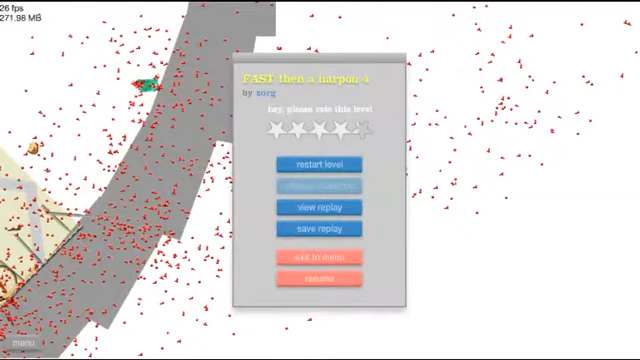 26 fps
271.98 MB
FAST then a harpon 4
by sorg
hey, please rate this level
restart level
view replay
save replay
exit to menu
resume
menu